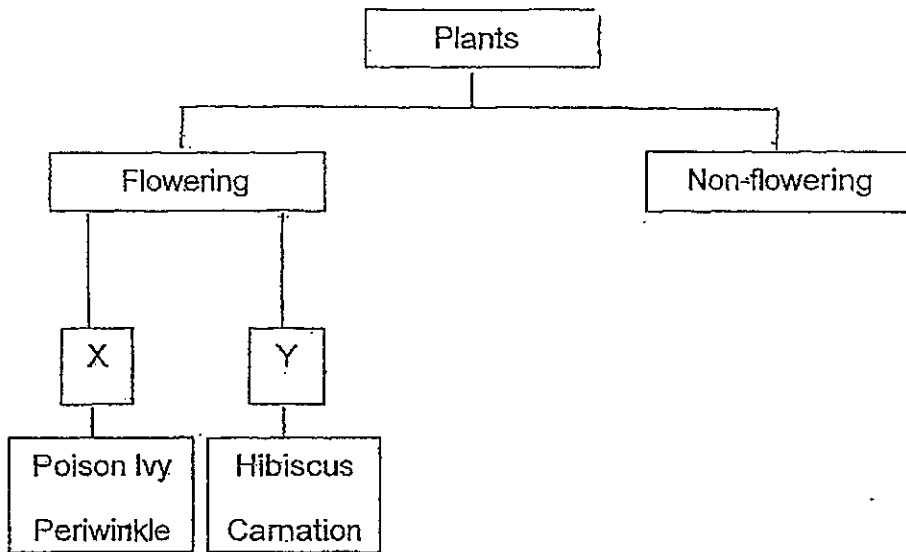 Plants
Flowering
Non-flowering
X
Y
Poison Ivy
Periwinkle
Hibiscus
Carnation